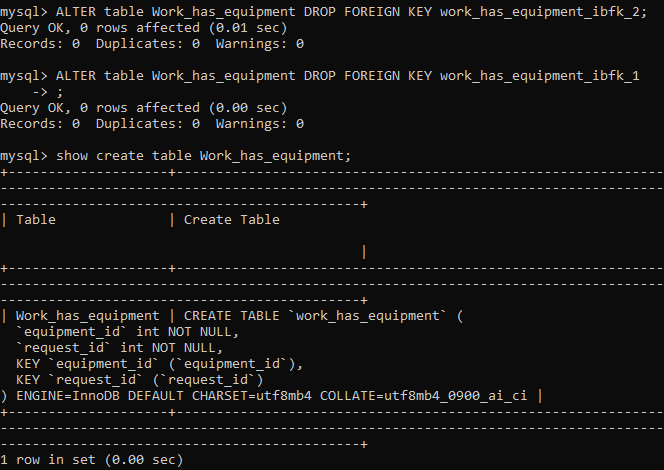 mysql> ALTER table Work_has_equipment DROP FOREIGN KEY work_has_equipment_ibfk_2;
Query OK, 0 rows affected (0.01 sec)
Records: 0  Duplicates: 0  Warnings: 0

mysql> ALTER table Work_has_equipment DROP FOREIGN KEY work_has_equipment_ibfk_1
    -> ;
Query OK, 0 rows affected (0.00 sec)
Records: 0  Duplicates: 0  Warnings: 0

mysql> show create table Work_has_equipment;
+--------------------+-------------------------------------------------------------
-----------------------------------------------------------------------------------
---------------------------------------------+
| Table              | Create Table
                                             |
+--------------------+-------------------------------------------------------------
-----------------------------------------------------------------------------------
---------------------------------------------+
| Work_has_equipment | CREATE TABLE `work_has_equipment` (
  `equipment_id` int NOT NULL,
  `request_id` int NOT NULL,
  KEY `equipment_id` (`equipment_id`),
  KEY `request_id` (`request_id`)
) ENGINE=InnoDB DEFAULT CHARSET=utf8mb4 COLLATE=utf8mb4_0900_ai_ci |
+--------------------+-------------------------------------------------------------
-----------------------------------------------------------------------------------
---------------------------------------------+
1 row in set (0.00 sec)